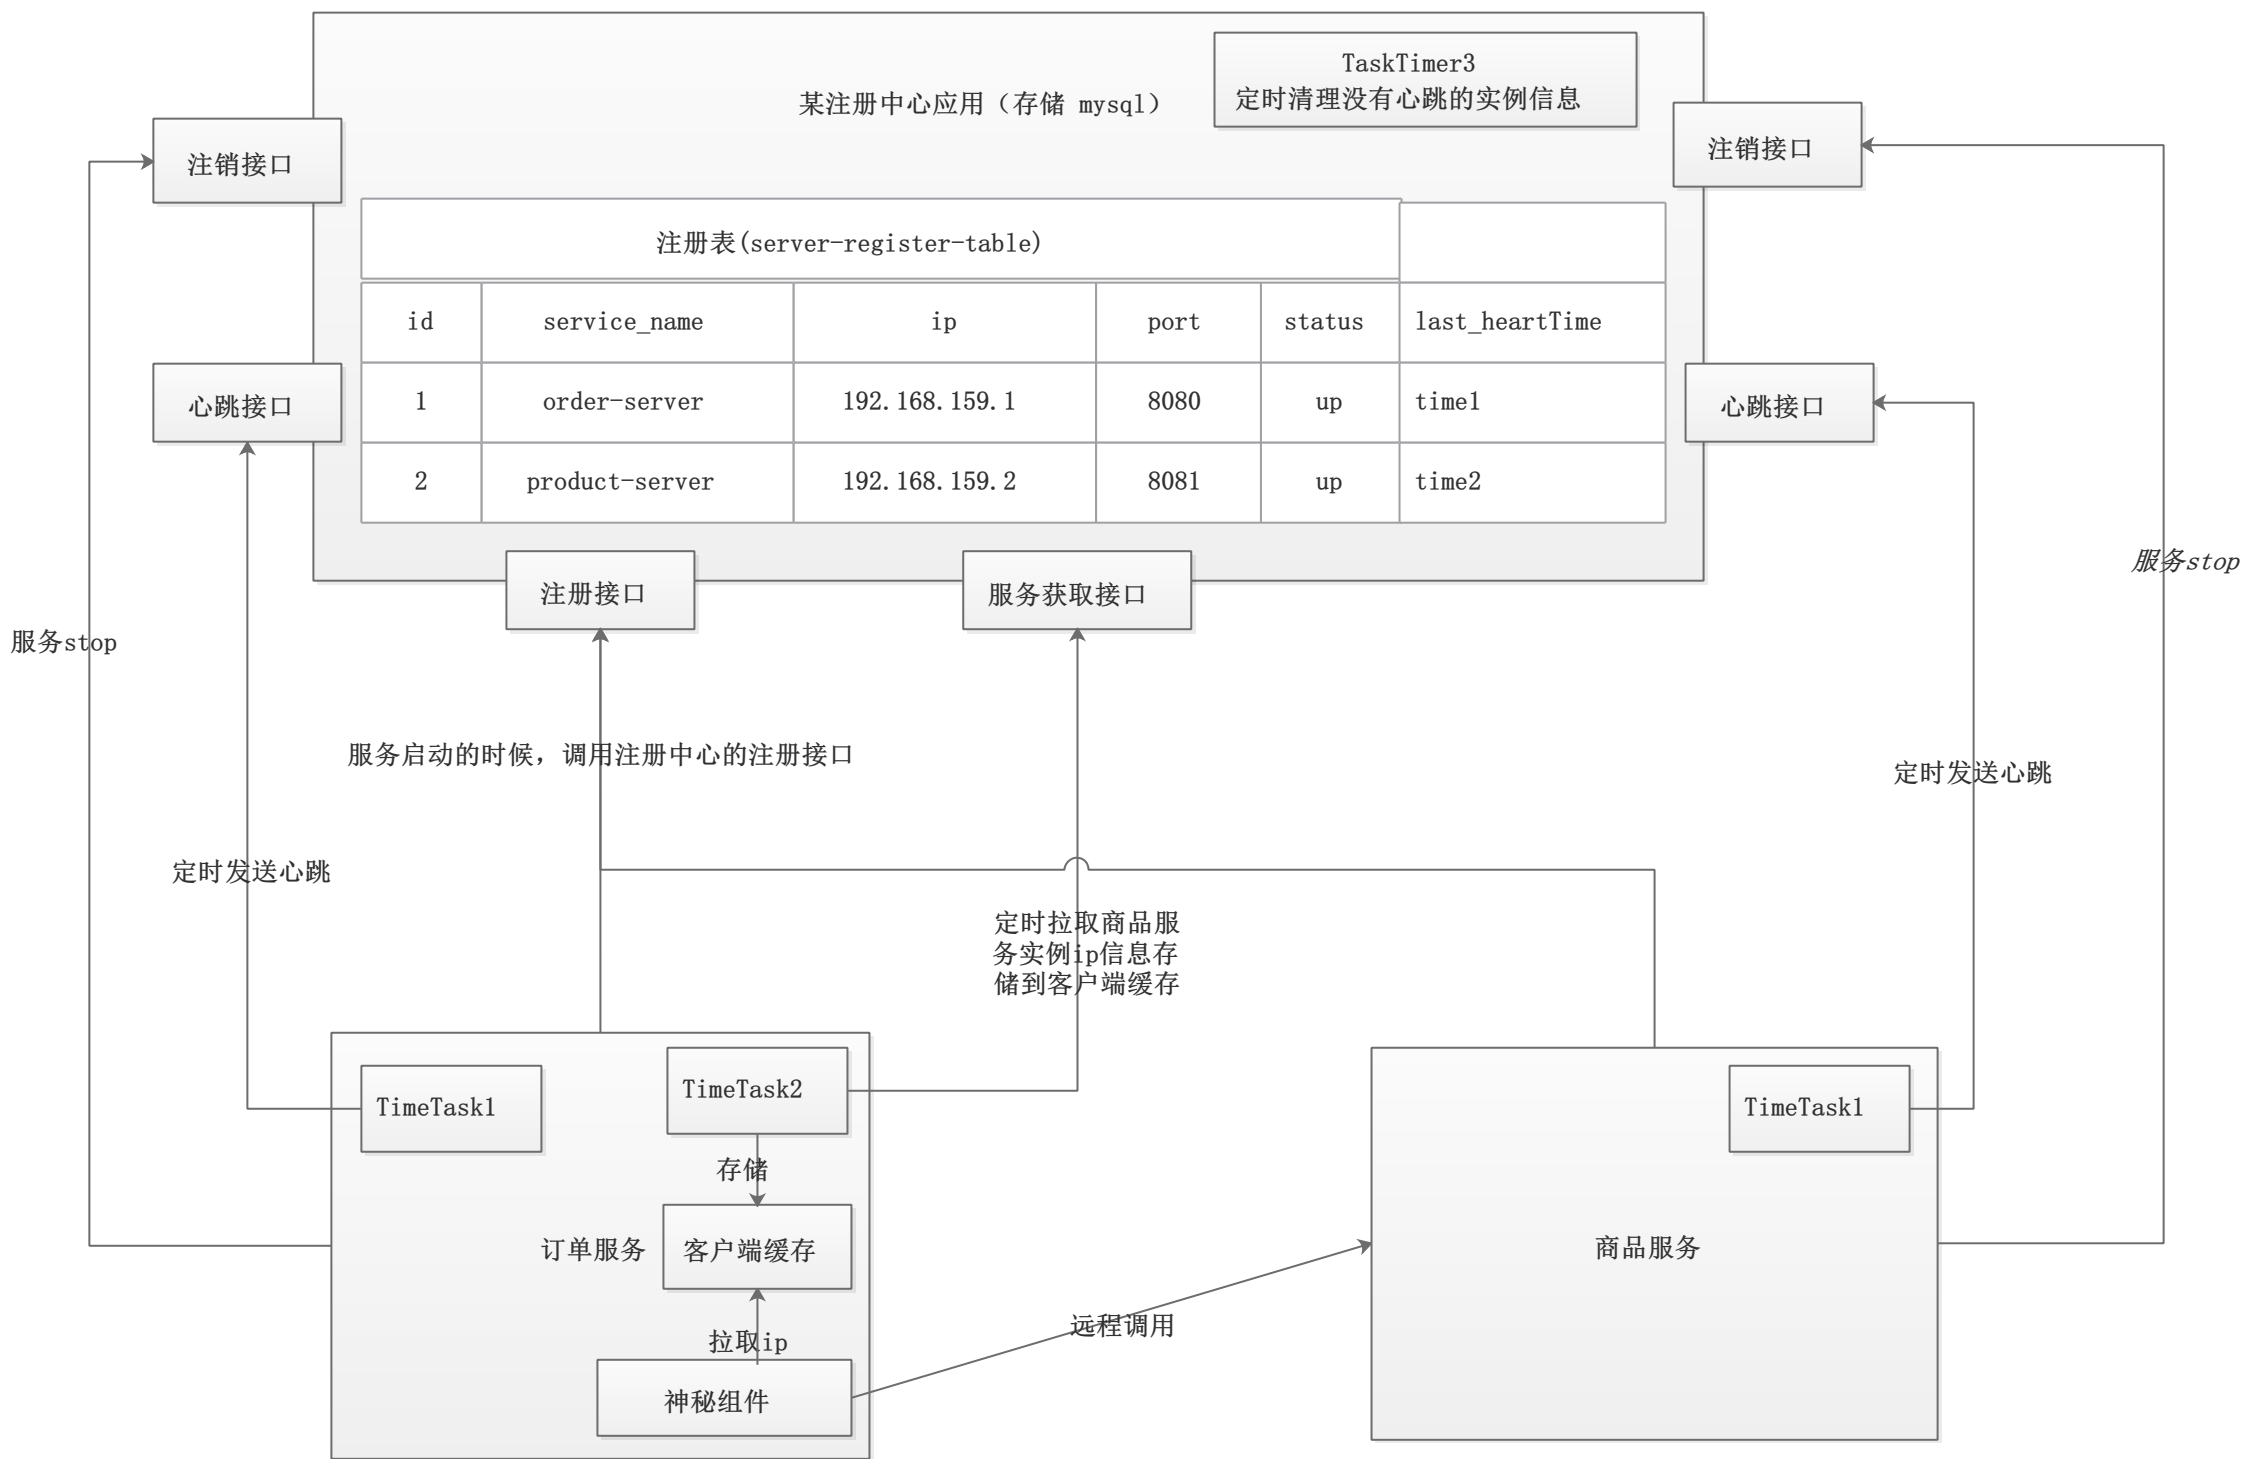 TaskTimer3
定时清理没有心跳的实例信息
某注册中心应用（存储 mysql）
注销接口
注销接口
注册表(server-register-table)
id service_name ip port status last_heartTime
1 order-server 192.168.159.1 8080 up time1
心跳接口
心跳接口
2 product-server 192.168.159.2 8081 up time2
服务stop
注册接口
服务获取接口
服务stop
服务启动的时候，调用注册中心的注册接口
定时发送心跳
定时发送心跳
定时拉取商品服
务实例ip信息存
储到客户端缓存
TimeTask1
TimeTask2
TimeTask1
存储
订单服务
客户端缓存
商品服务
拉取ip
远程调用
神秘组件